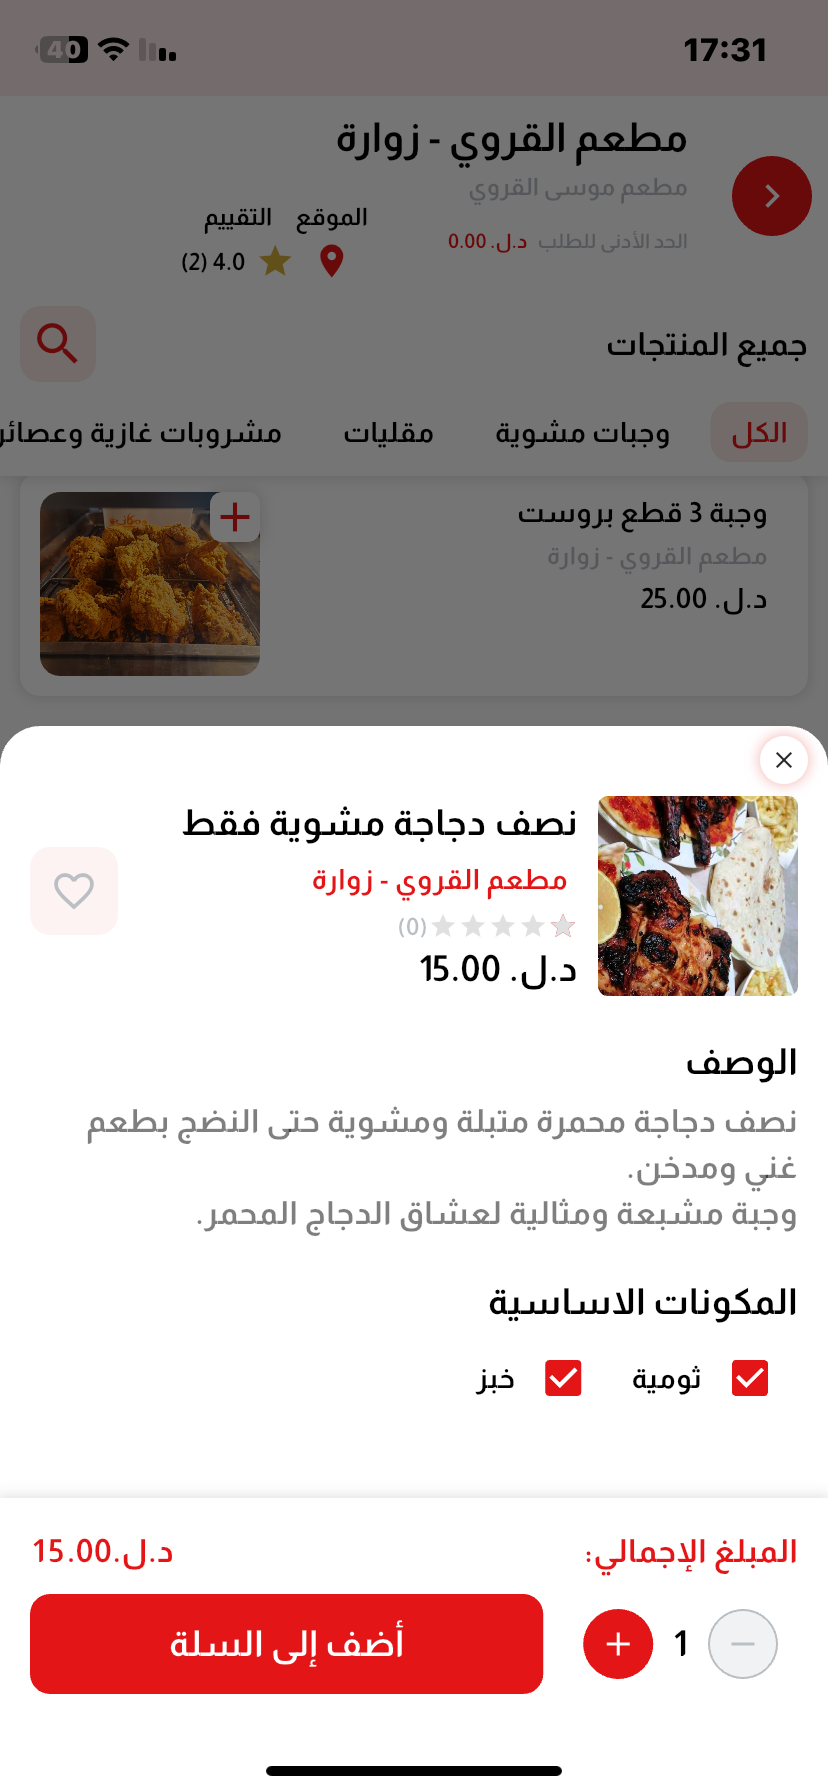 17:31
40
مطعم القروي - زوارة
مطعم موسى القروي
الحد الأدنى للطلب د.ل. 0.00
الموقع التقييم
4.0 (2)
جميع المنتجات
الكل وجبات مشوية مقليات مشروبات غازية وعصائر
وجبة 3 قطع بروست
مطعم القروي - زوارة
د.ل. 25.00
نصف دجاجة مشوية فقط
مطعم القروي - زوارة
(0)
د.ل. 15.00
الوصف
نصف دجاجة محمرة متبلة ومشوية حتى النضج بطعم
غني ومدخن.
وجبة مشبعة ومثالية لعشاق الدجاج المحمر.
المكونات الاساسية
ثومية خبز
المبلغ الإجمالي: د.ل.15.00
1 أضف إلى السلة